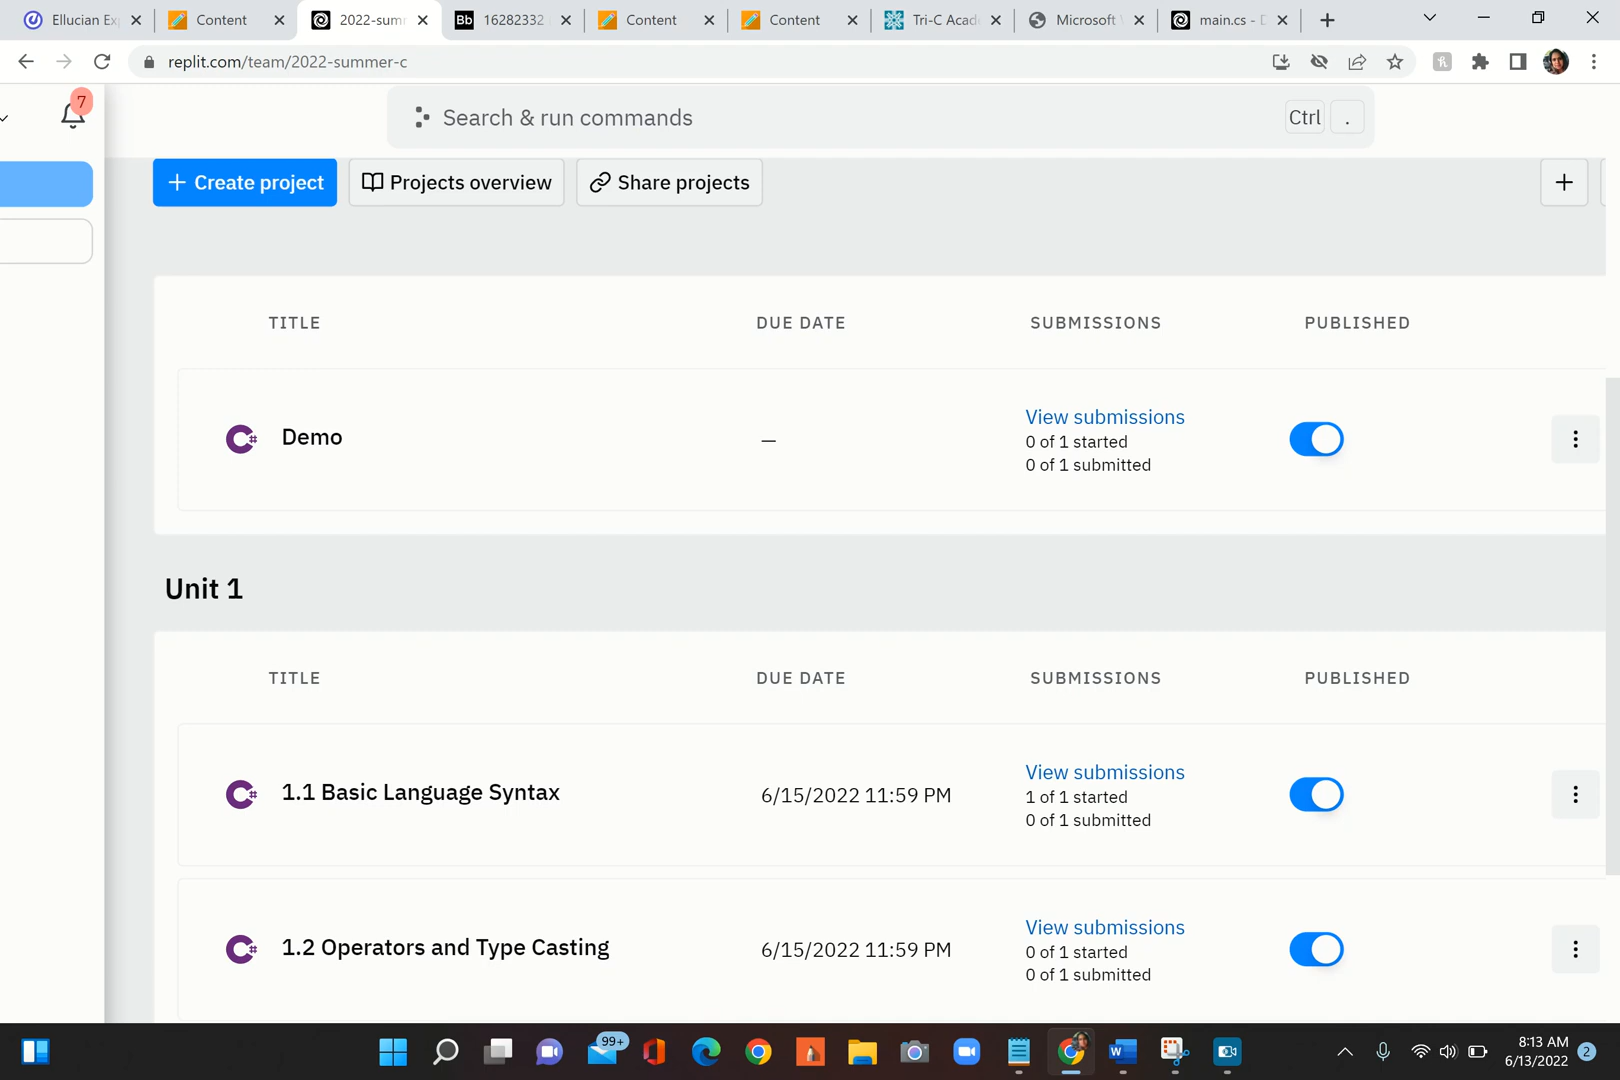 Ellucian Ex
Content
2022-sum
Bb
16282332
Content
Content
Tri-C Acad
Microsoft
main.cs -
replit.com/team/2022-summer-c
7
Search & run commands
Ctrl
.
+ Create project
Projects overview
Share projects
+
TITLE
DUE DATE
SUBMISSIONS
PUBLISHED
Demo
—
View submissions
0 of 1 started
0 of 1 submitted
Unit 1
TITLE
DUE DATE
SUBMISSIONS
PUBLISHED
1.1 Basic Language Syntax
6/15/2022 11:59 PM
View submissions
1 of 1 started
0 of 1 submitted
1.2 Operators and Type Casting
6/15/2022 11:59 PM
View submissions
0 of 1 started
0 of 1 submitted
99+
8:13 AM
6/13/2022
2